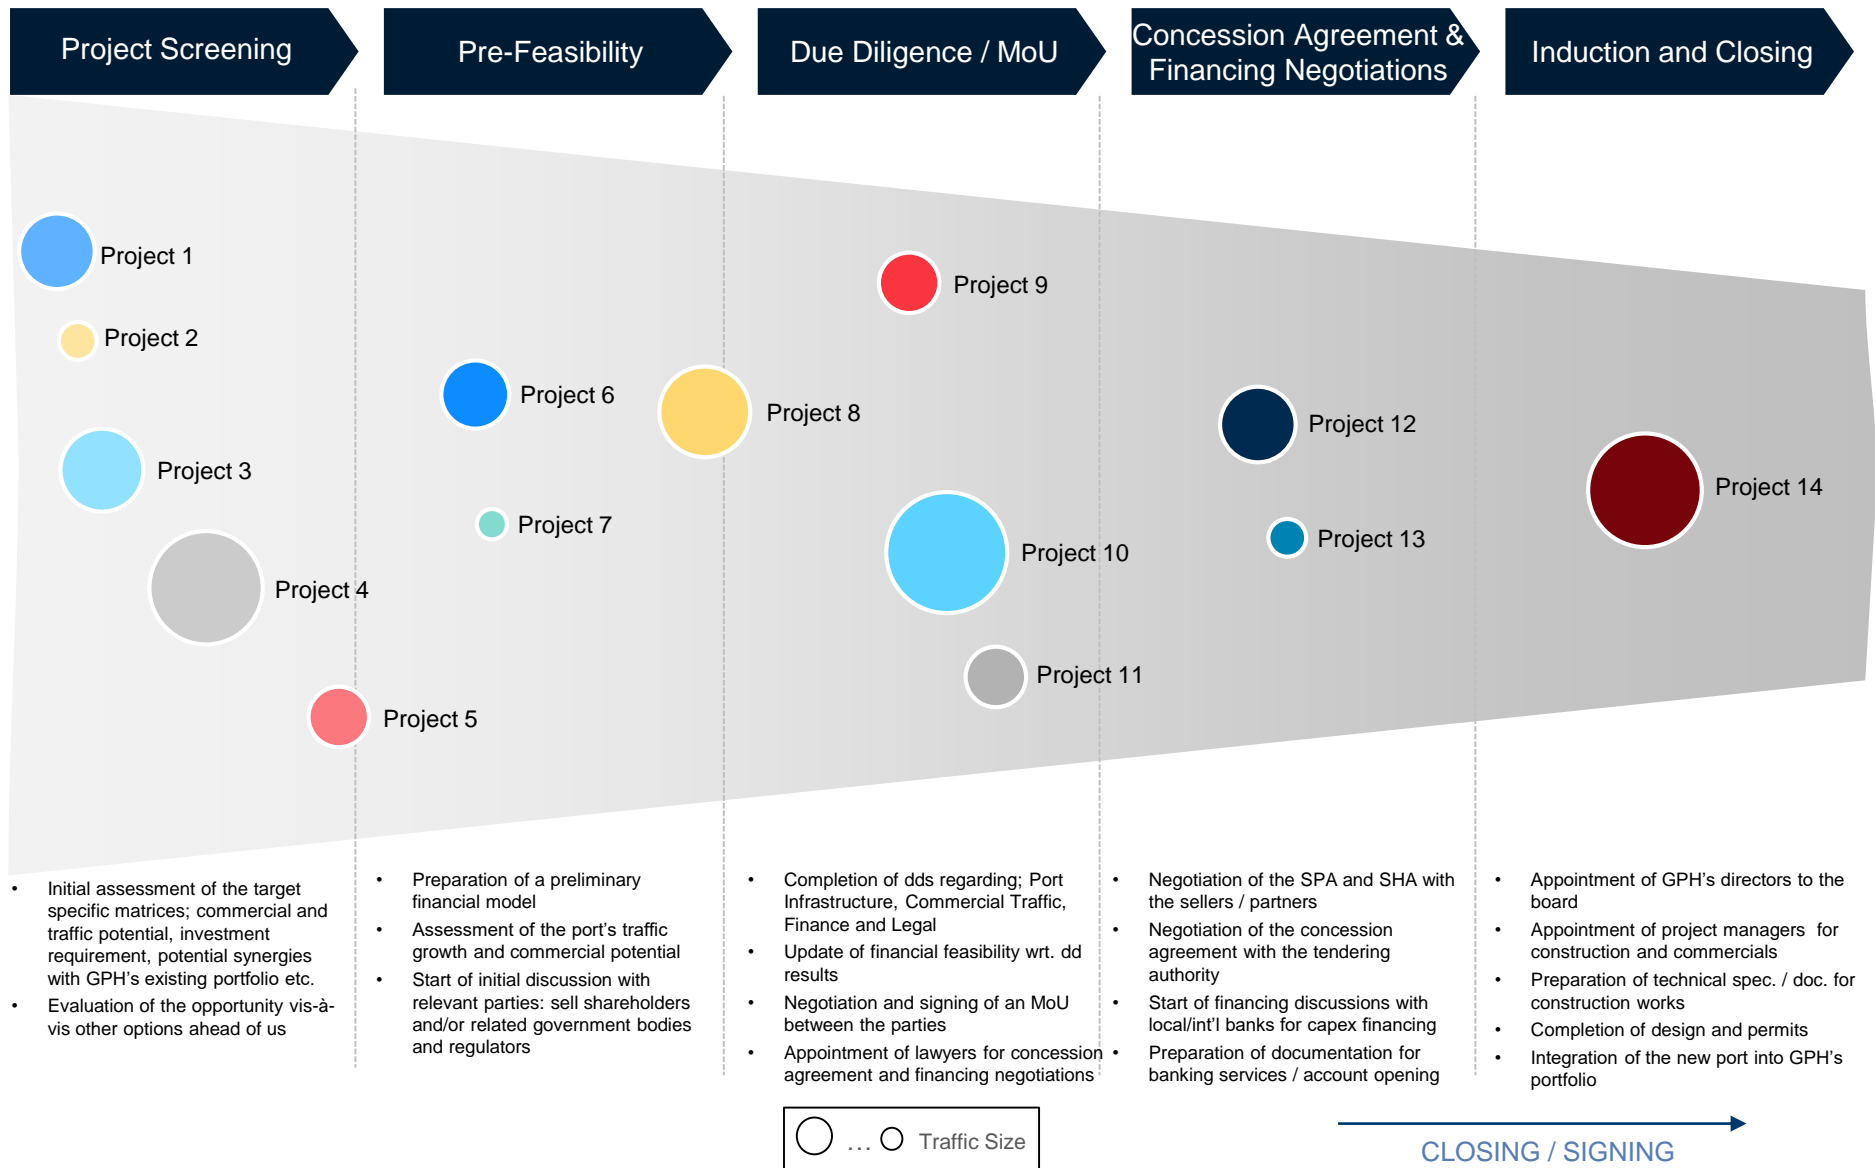 Project Screening
Pre-Feasibility
Due Diligence / MoU
Concession Agreement &
Financing Negotiations
Induction and Closing
Project 1
Project 2
Project 3
Project 4
Project 5
Project 6
Project 7
Project 8
Project 9
Project 10
Project 11
Project 12
Project 13
Project 14
• Initial assessment of the target
specific matrices; commercial and
traffic potential, investment
requirement, potential synergies
with GPH's existing portfolio etc.
• Evaluation of the opportunity vis-à-
vis other options ahead of us
• Preparation of a preliminary
financial model
• Assessment of the port's traffic
growth and commercial potential
• Start of initial discussion with
relevant parties: sell shareholders
and/or related government bodies
and regulators
• Completion of dds regarding; Port
Infrastructure, Commercial Traffic,
Finance and Legal
• Update of financial feasibility wrt. dd
results
• Negotiation and signing of an MoU
between the parties
• Appointment of lawyers for concession
agreement and financing negotiations
• Negotiation of the SPA and SHA with
the sellers / partners
• Negotiation of the concession
agreement with the tendering
authority
• Start of financing discussions with
local/int'l banks for capex financing
• Preparation of documentation for
banking services / account opening
• Appointment of GPH's directors to the
board
• Appointment of project managers for
construction and commercials
• Preparation of technical spec. / doc. for
construction works
• Completion of design and permits
• Integration of the new port into GPH's
portfolio
... Traffic Size
CLOSING / SIGNING